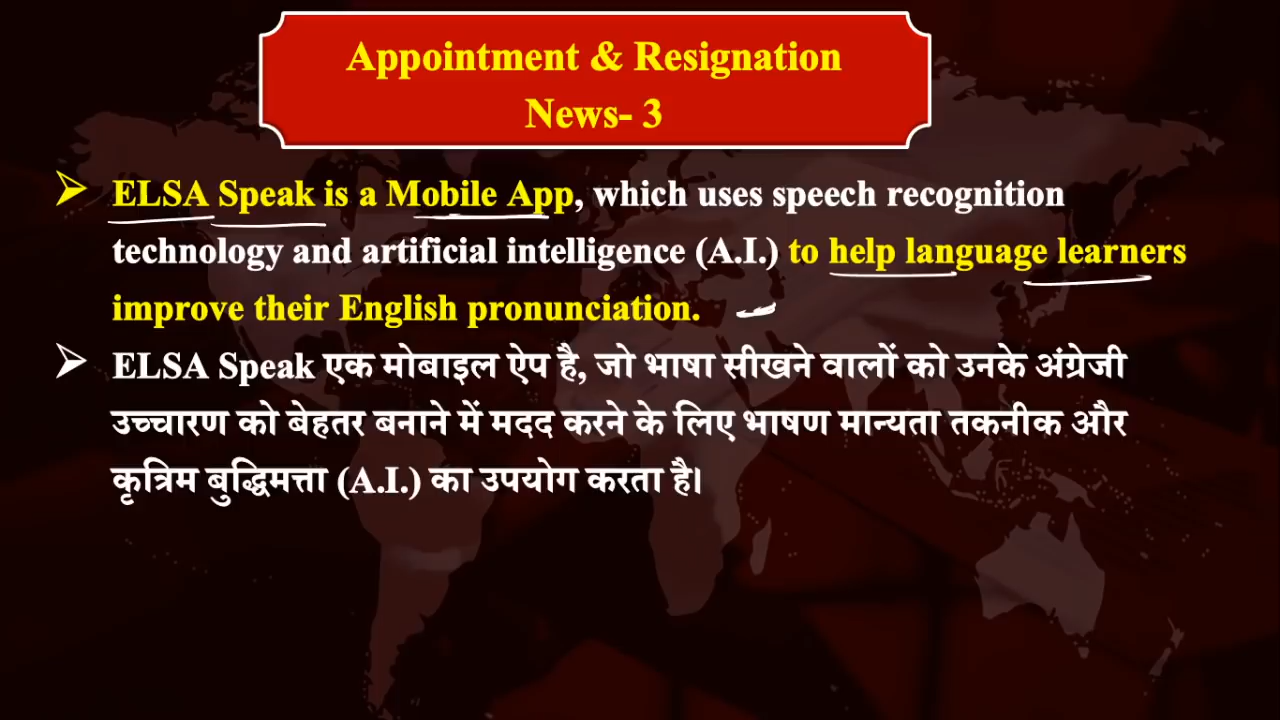 Appointment & Resignation
News- 3
ELSA Speak is a Mobile App, which uses speech recognition
technology and artificial intelligence (A.I.) to help language learners
improve their English pronunciation.
ELSA Speak एक मोबाइल ऐप है, जो भाषा सीखने वालों को उनके अंग्रेजी
उच्चारण को बेहतर बनाने में मदद करने के लिए भाषण मान्यता तकनीक और
कृत्रिम बुद्धिमत्ता (A.I.) का उपयोग करता है।